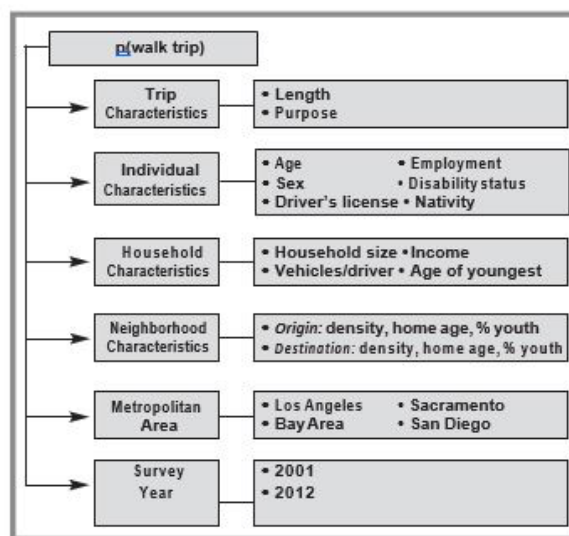 p(walk trip)
Trip
Characteristics
• Length
• Purpose
Individual
Characteristics
• Age • Employment
• Sex • Disability status
• Driver's license • Nativity
Household
Characteristics
• Household size • Income
• Vehicles/driver • Age of youngest
Neighborhood
Characteristics
• Origin: density, home age, % youth
• Destination: density, home age, % youth
Metropolitan
Area
• Los Angeles • Sacramento
• Bay Area • San Diego
Survey
Year
• 2001
• 2012